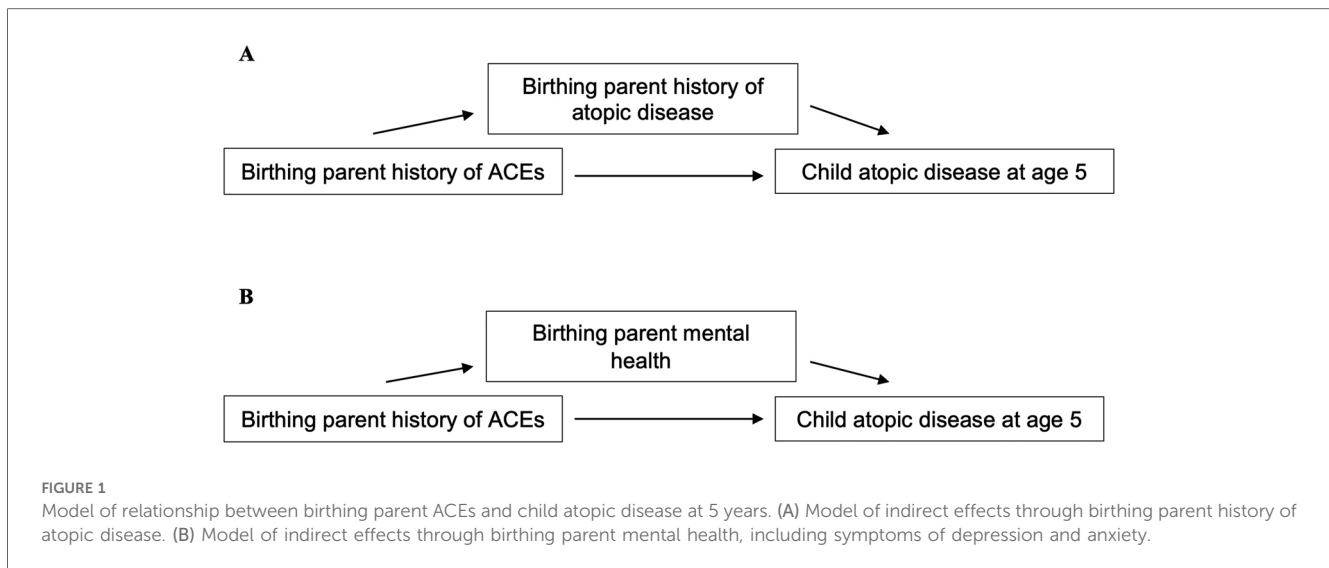 A
Birthing parent history of
atopic disease
Birthing parent history of ACEs
Child atopic disease at age 5
B
Birthing parent mental
health
Birthing parent history of ACEs
Child atopic disease at age 5
FIGURE 1
Model of relationship between birthing parent ACEs and child atopic disease at 5 years. (A) Model of indirect effects through birthing parent history of
atopic disease. (B) Model of indirect effects through birthing parent mental health, including symptoms of depression and anxiety.